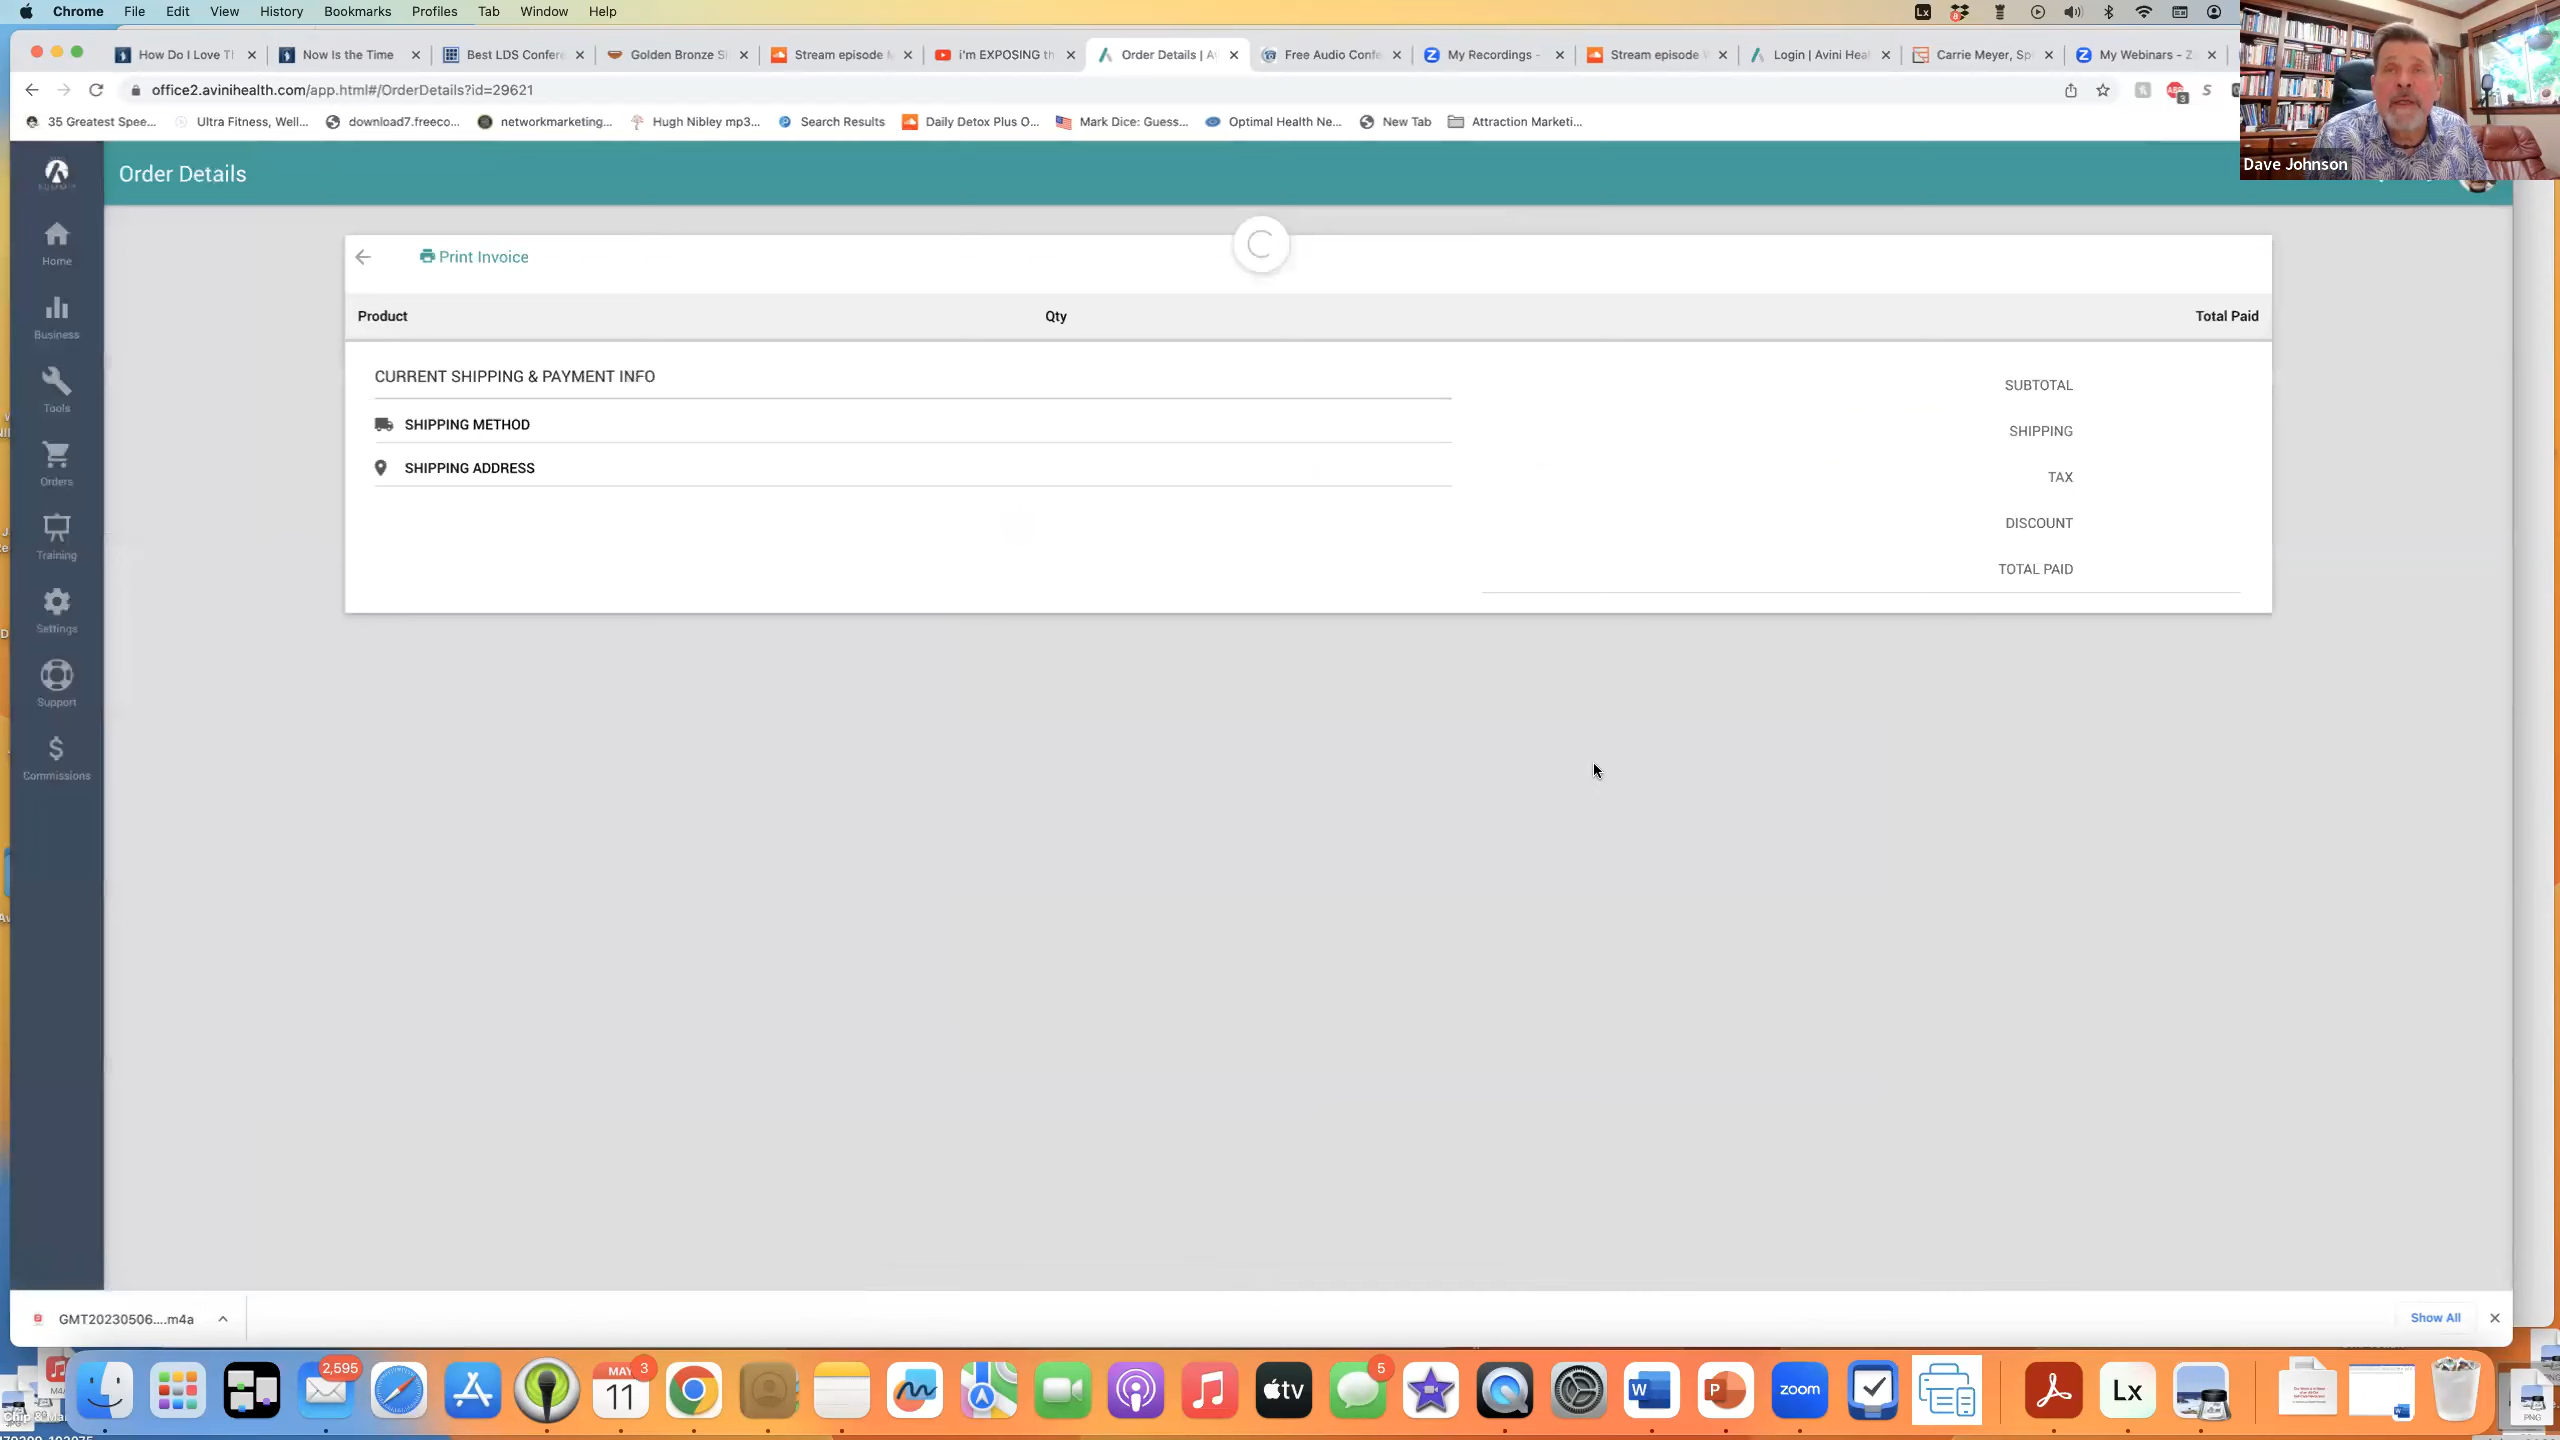 Chrome File Edit View History Bookmarks Profiles Tab Window Help
How Do I Love T
Now Is the Time
Best LDS Confere
Golden Bronze Si
Stream episode
i'm EXPOSING th
Order Details | A
Free Audio Confe
My Recordings -
Stream episode
Login | Avini Heal
Carrie Meyer, Sp
My Webinars - Z
office2.avinihealth.com/app.html#/OrderDetails?id=29621
35 Greatest Spee...
Ultra Fitness, Well...
download7.freeco...
networkmarketing...
Hugh Nibley mp3...
Search Results
Daily Detox Plus O...
Mark Dice: Guess...
Optimal Health Ne...
New Tab
Attraction Marketi...
Dave Johnson
Order Details
Home
Business
Tools
Orders
Training
Settings
Support
Commissions
Print Invoice
Product Qty Total Paid
CURRENT SHIPPING & PAYMENT INFO
SHIPPING METHOD
SHIPPING ADDRESS
SUBTOTAL
SHIPPING
TAX
DISCOUNT
TOTAL PAID
GMT20230506....m4a
Show All
2,595
MAY 3
11
tv
5
W
P
zoom
Lx
PNG